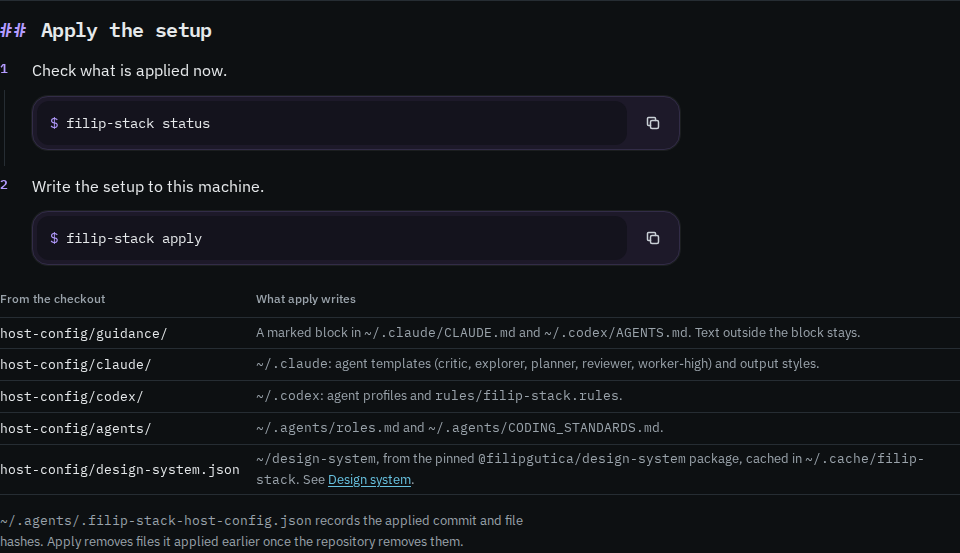 ## Apply the setup
1 Check what is applied now.
$ filip-stack status
2 Write the setup to this machine.
$ filip-stack apply
From the checkout What apply writes
host-config/guidance/ A marked block in ~/.claude/CLAUDE.md and ~/.codex/AGENTS.md. Text outside the block stays.
host-config/claude/ ~/.claude: agent templates (critic, explorer, planner, reviewer, worker-high) and output styles.
host-config/codex/ ~/.codex: agent profiles and rules/filip-stack.rules.
host-config/agents/ ~/.agents/roles.md and ~/.agents/CODING_STANDARDS.md.
host-config/design-system.json ~/design-system, from the pinned @filipgutica/design-system package, cached in ~/.cache/filip-
stack. See Design system.
~/.agents/.filip-stack-host-config.json records the applied commit and file
hashes. Apply removes files it applied earlier once the repository removes them.